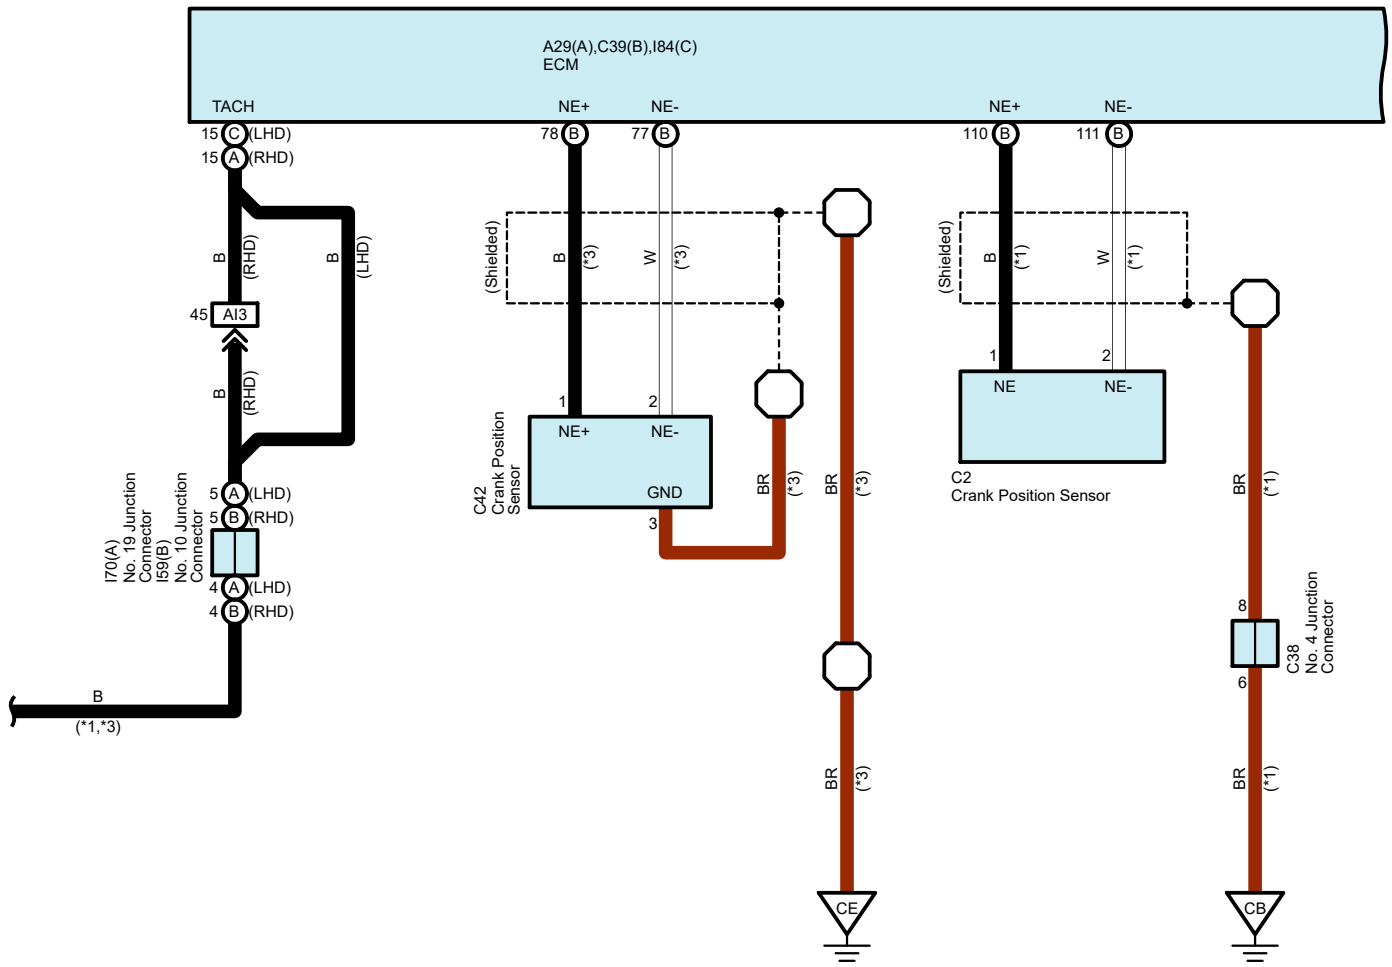 A29(A),C39(B),I84(C)
ECM
TACH
NE+
NE-
NE+
NE-
15 C (LHD)
15 A (RHD)
78 B
77 B
110 B
111 B
B
(RHD)
B
(LHD)
(Shielded)
B
(*3)
W
(*3)
(Shielded)
B
(*1)
W
(*1)
45 AI3
B
(RHD)
1
2
NE+
NE-
GND
3
C42
Crank Position
Sensor
1
2
NE
NE-
C2
Crank Position Sensor
BR
(*3)
BR
(*3)
BR
(*1)
5 A (LHD)
5 B (RHD)
I70(A)
No. 19 Junction
Connector
I59(B)
No. 10 Junction
Connector
4 A (LHD)
4 B (RHD)
8
6
C38
No. 4 Junction
Connector
B
(*1,*3)
BR
(*3)
BR
(*1)
CE
CB